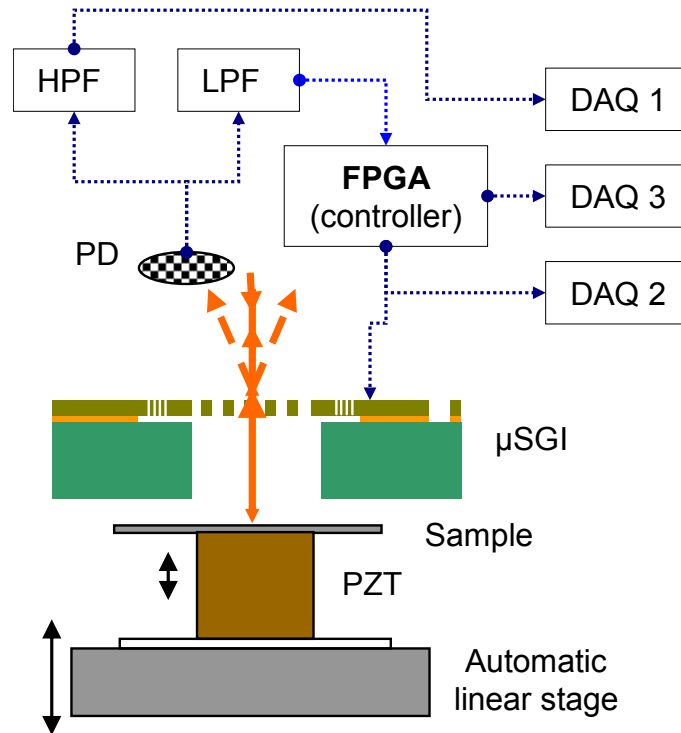 HPF
LPF
DAQ 1
FPGA
(controller)
DAQ 3
PD
DAQ 2
µSGI
Sample
PZT
Automatic
linear stage